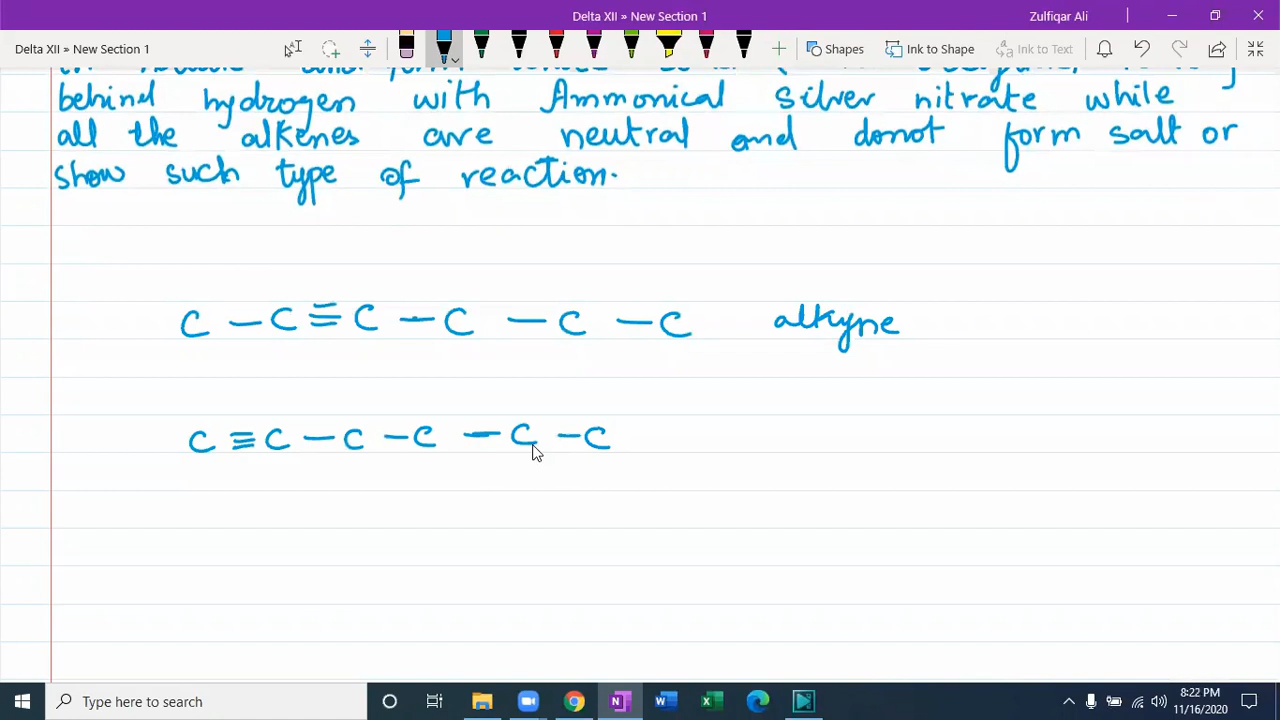 Delta XII » New Section 1
Zulfiqar Ali
Delta XII » New Section 1
Shapes
Ink to Shape
Ink to Text
behind hydrogen with Ammonical silver nitrate while
all the alkenes are neutral and donot form salt or
show such type of reaction.
C — C ≡ C — C — C — C alkyne
C ≡ C — C — C — C — C
Type here to search
8:22 PM
11/16/2020